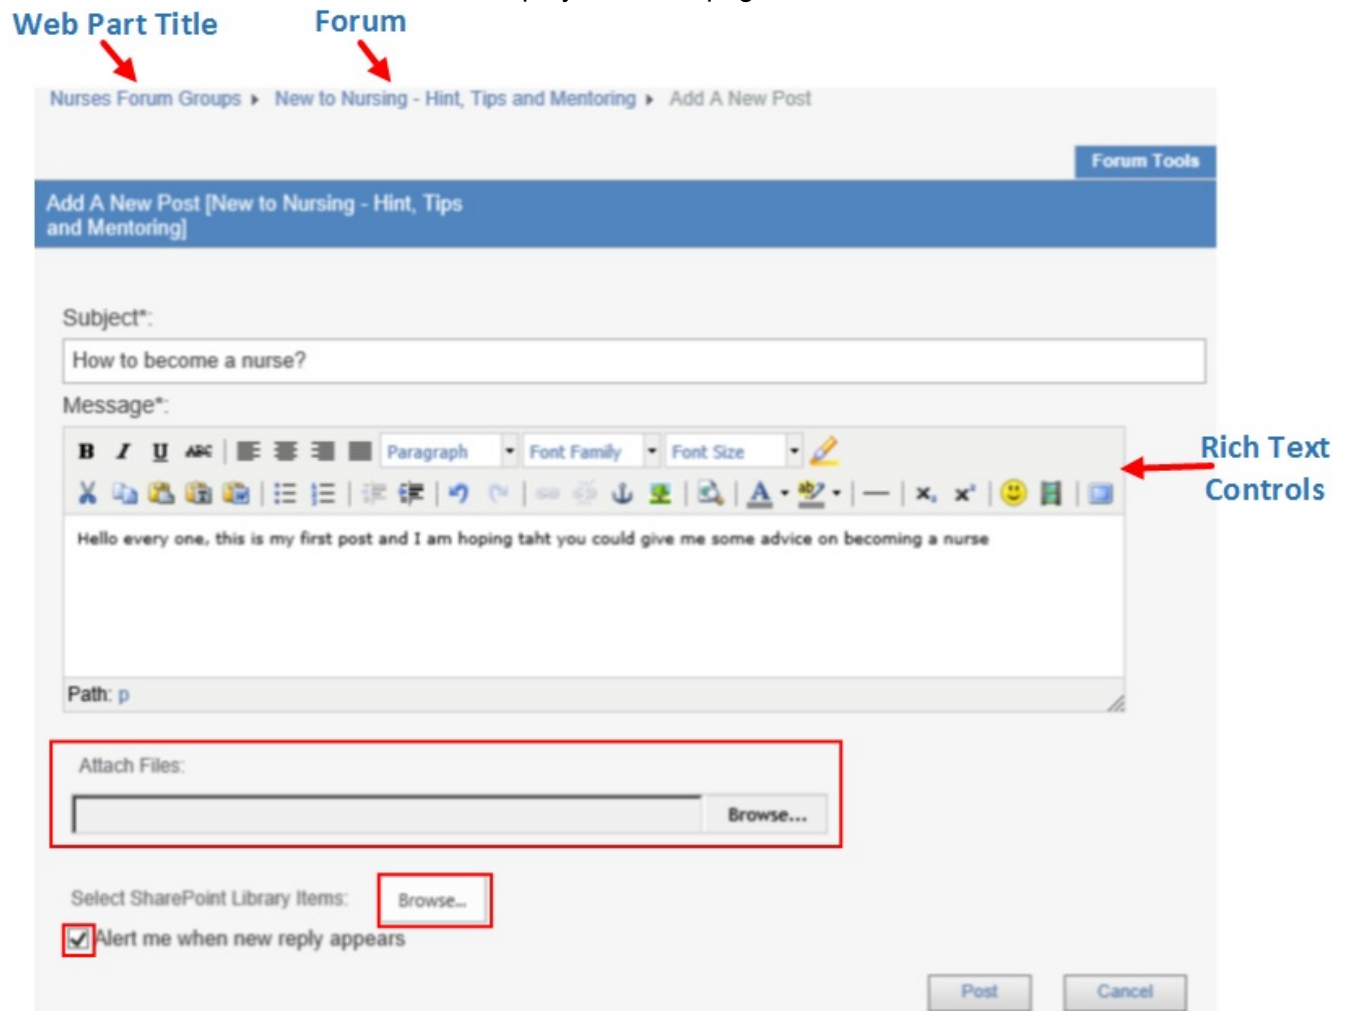 Web Part Title Forum
Nurses Forum Groups ▸ New to Nursing - Hint, Tips and Mentoring ▸ Add A New Post
Forum Tools
Add A New Post [New to Nursing - Hint, Tips
and Mentoring]
Subject*:
How to become a nurse?
Message*:
B I U ABC Paragraph Font Family Font Size
Rich Text
Controls
Hello every one, this is my first post and I am hoping taht you could give me some advice on becoming a nurse
Path: p
Attach Files:
Browse...
Select SharePoint Library Items: Browse...
Alert me when new reply appears
Post Cancel